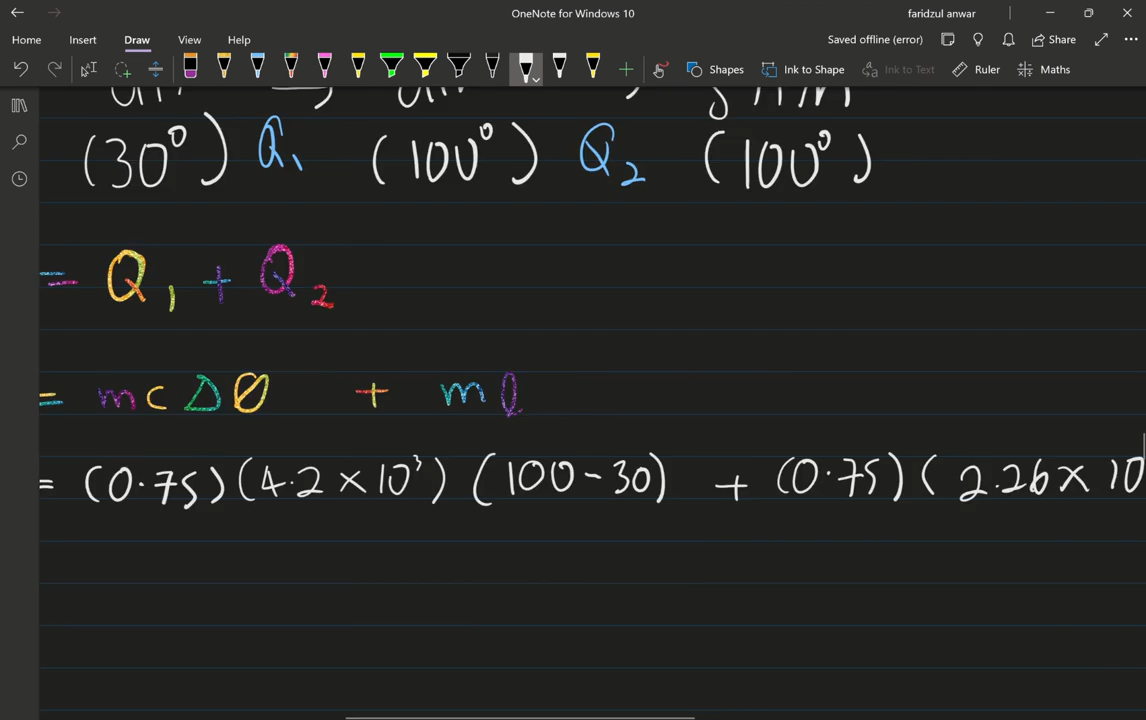 OneNote for Windows 10
faridzul anwar
Home Insert Draw View Help
Saved offline (error) Share
Shapes Ink to Shape Ink to Text Ruler Maths
(30°) Q₁ (100°) Q₂ (100°)
= Q₁ + Q₂
= mcΔθ + ml
= (0.75)(4.2×10³)(100-30) + (0.75)(2.26×10